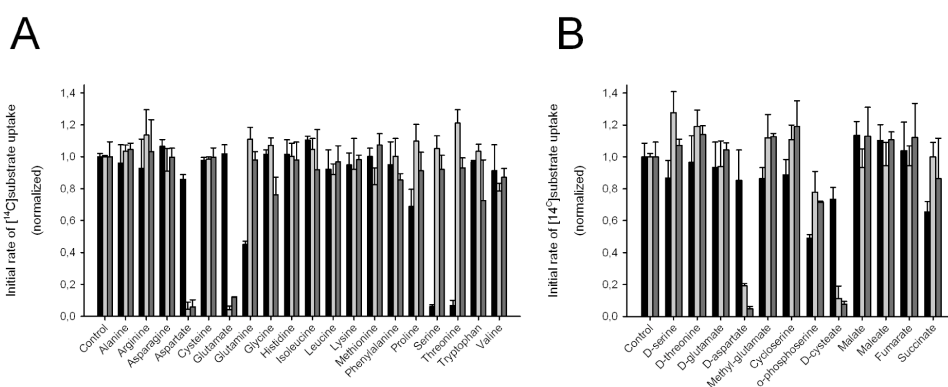 A
B
Initial rate of [¹⁴C]substrate uptake
(normalized)
1,4
1,2
1,0
0,8
0,6
0,4
0,2
0,0
Control
Alanine
Arginine
Asparagine
Aspartate
Cysteine
Glutamate
Glutamine
Glycine
Histidine
Isoleucine
Leucine
Lysine
Methionine
Phenylalanine
Proline
Serine
Threonine
Tryptophan
Valine
Initial rate of [14ᶜ]substrate uptake
(normalized)
1,4
1,2
1,0
0,8
0,6
0,4
0,2
0,0
Control
D-serine
D-threonine
D-glutamate
D-aspartate
Methyl-glutamate
Cycloserine
o-phosphoserine
D-cysteate
Malate
Maleate
Fumarate
Succinate